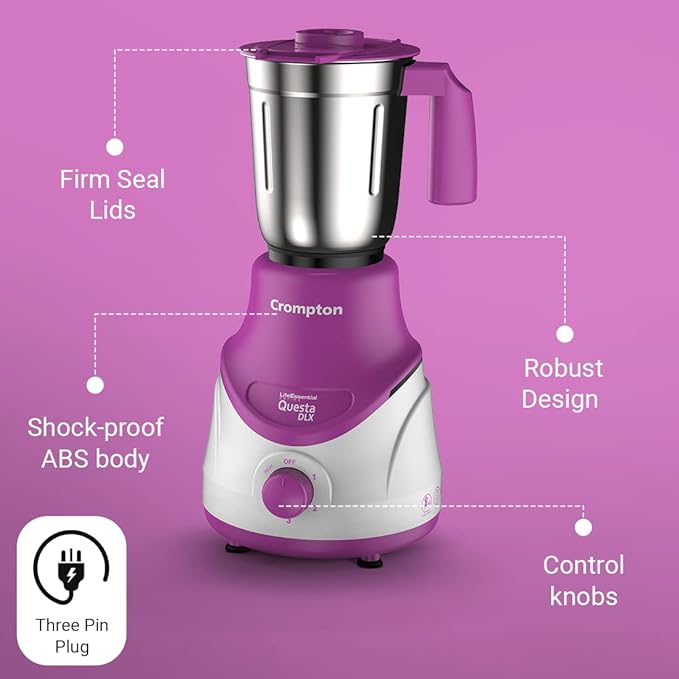 Firm Seal
Lids
Crompton
Robust
Design
LifeEssential
Questa
DLX
Shock-proof
ABS body
HIGH
OFF
1
2
3
Control
knobs
Three Pin
Plug